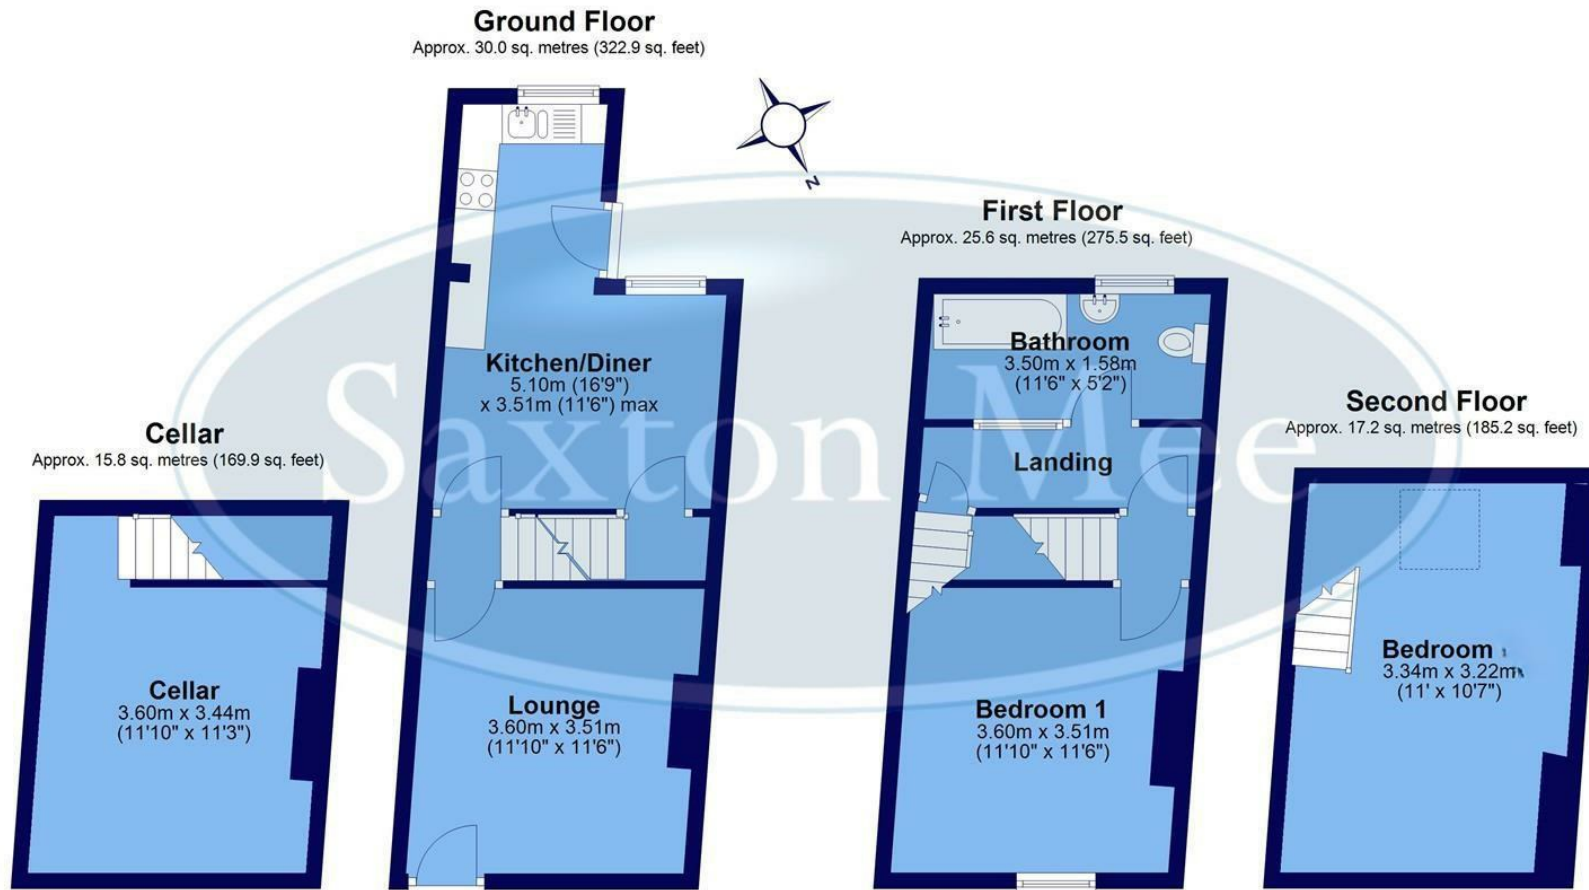 Ground Floor
Approx. 30.0 sq. metres (322.9 sq. feet)
N
First Floor
Approx. 25.6 sq. metres (275.5 sq. feet)
Kitchen/Diner
5.10m (16'9")
x 3.51m (11'6") max
Bathroom
3.50m x 1.58m
(11'6" x 5'2")
Second Floor
Approx. 17.2 sq. metres (185.2 sq. feet)
Cellar
Approx. 15.8 sq. metres (169.9 sq. feet)
Saxton Mee
Landing
Cellar
3.60m x 3.44m
(11'10" x 11'3")
Lounge
3.60m x 3.51m
(11'10" x 11'6")
Bedroom 1
3.60m x 3.51m
(11'10" x 11'6")
Bedroom
3.34m x 3.22m
(11' x 10'7")